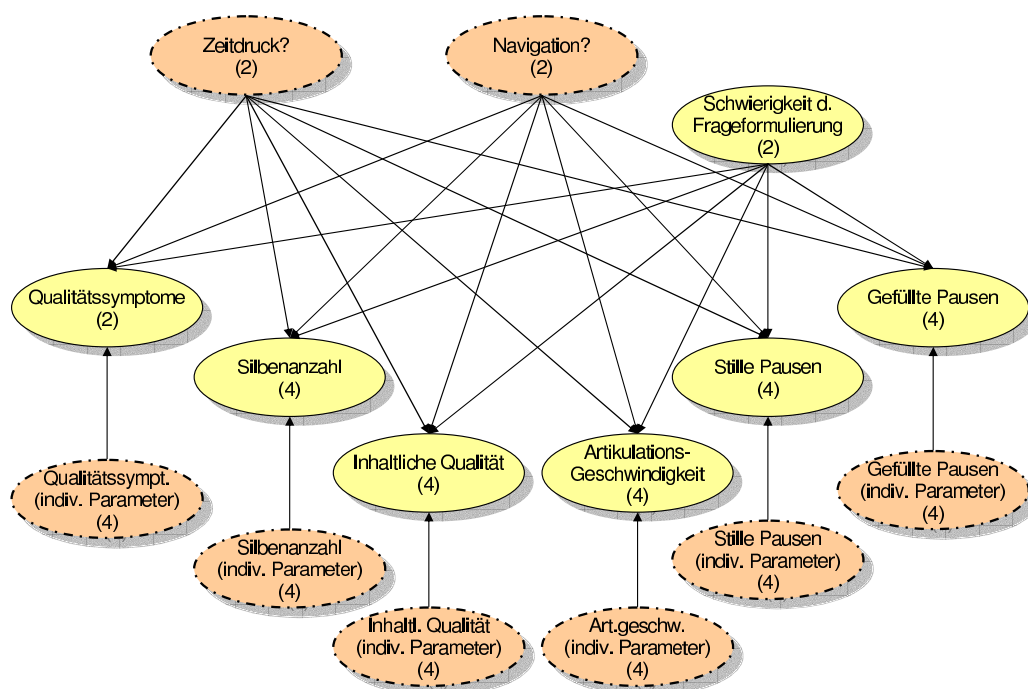 Zeitdruck?
(2)
Navigation?
(2)
Schwierigkeit d.
Frageformulierung
(2)
Qualitätssymptome
(2)
Gefüllte Pausen
(4)
Silbenanzahl
(4)
Stille Pausen
(4)
Inhaltliche Qualität
(4)
Artikulations-
Geschwindigkeit
(4)
Qualitätssympt.
(indiv. Parameter)
(4)
Gefüllte Pausen
(indiv. Parameter)
(4)
Silbenanzahl
(indiv. Parameter)
(4)
Stille Pausen
(indiv. Parameter)
(4)
Inhaltl. Qualität
(indiv. Parameter)
(4)
Art.geschw.
(indiv. Parameter)
(4)